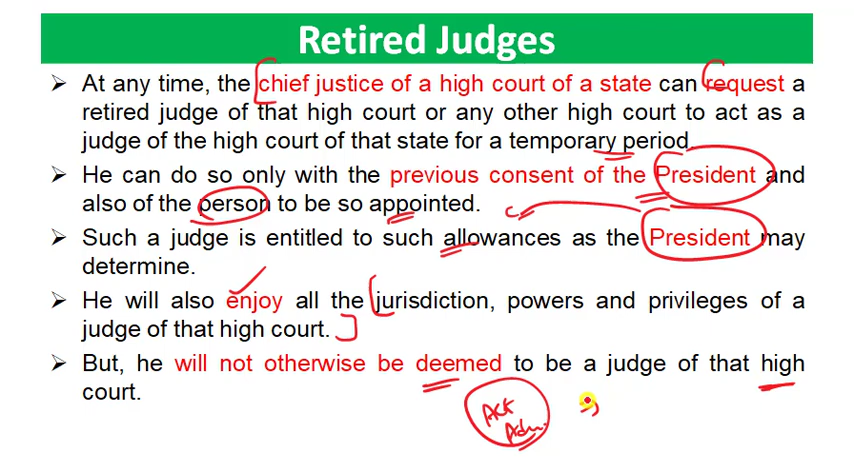 Retired Judges
➢ At any time, the chief justice of a high court of a state can request a
retired judge of that high court or any other high court to act as a
judge of the high court of that state for a temporary period.
➢ He can do so only with the previous consent of the President and
also of the person to be so appointed.
➢ Such a judge is entitled to such allowances as the President may
determine.
➢ He will also enjoy all the jurisdiction, powers and privileges of a
judge of that high court.
➢ But, he will not otherwise be deemed to be a judge of that high
court.